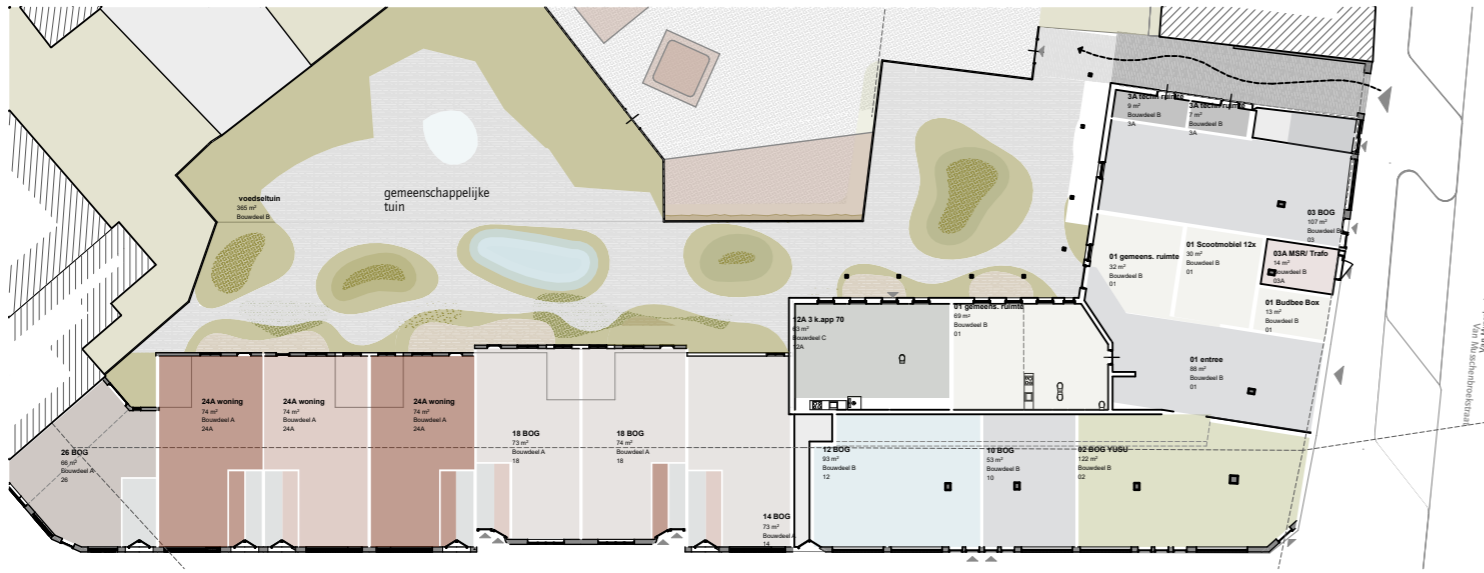 3A techn. ruimte
9 m²
Bouwdeel B
3A
3A techn. ruimte
7 m²
Bouwdeel B
3A
voedseltuin
365 m²
Bouwdeel B
gemeenschappelijke
tuin
03 BOG
107 m²
Bouwdeel B
03
01 Scootmobiel 12x
30 m²
Bouwdeel B
01
01 gemeens. ruimte
32 m²
Bouwdeel B
01
03A MSR/ Trafo
14 m²
Bouwdeel B
03A
01 Budbee Box
13 m²
Bouwdeel B
01
01 gemeens. ruimte
69 m²
Bouwdeel B
01
12A 3 k.app 70
63 m²
Bouwdeel C
12A
01 entree
88 m²
Bouwdeel B
01
Van Musschenbroekstraat
24A woning
74 m²
Bouwdeel A
24A
24A woning
74 m²
Bouwdeel A
24A
24A woning
74 m²
Bouwdeel A
24A
18 BOG
73 m²
Bouwdeel A
18
18 BOG
74 m²
Bouwdeel A
18
26 BOG
66 m²
Bouwdeel A
26
12 BOG
93 m²
Bouwdeel B
12
10 BOG
53 m²
Bouwdeel B
10
02 BOG YUSU
122 m²
Bouwdeel B
02
14 BOG
73 m²
Bouwdeel A
14